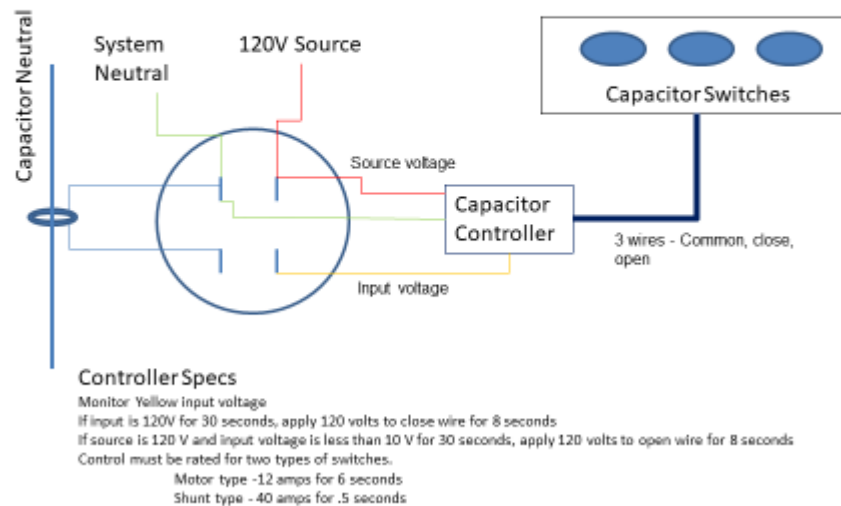 Capacitor Neutral
System
Neutral
120V Source
Capacitor Switches
Source voltage
Capacitor
Controller
3 wires - Common, close,
open
Input voltage
Controller Specs
Monitor Yellow input voltage
If input is 120V for 30 seconds, apply 120 volts to close wire for 8 seconds
If source is 120 V and input voltage is less than 10 V for 30 seconds, apply 120 volts to open wire for 8 seconds
Control must be rated for two types of switches.
Motor type -12 amps for 6 seconds
Shunt type - 40 amps for .5 seconds